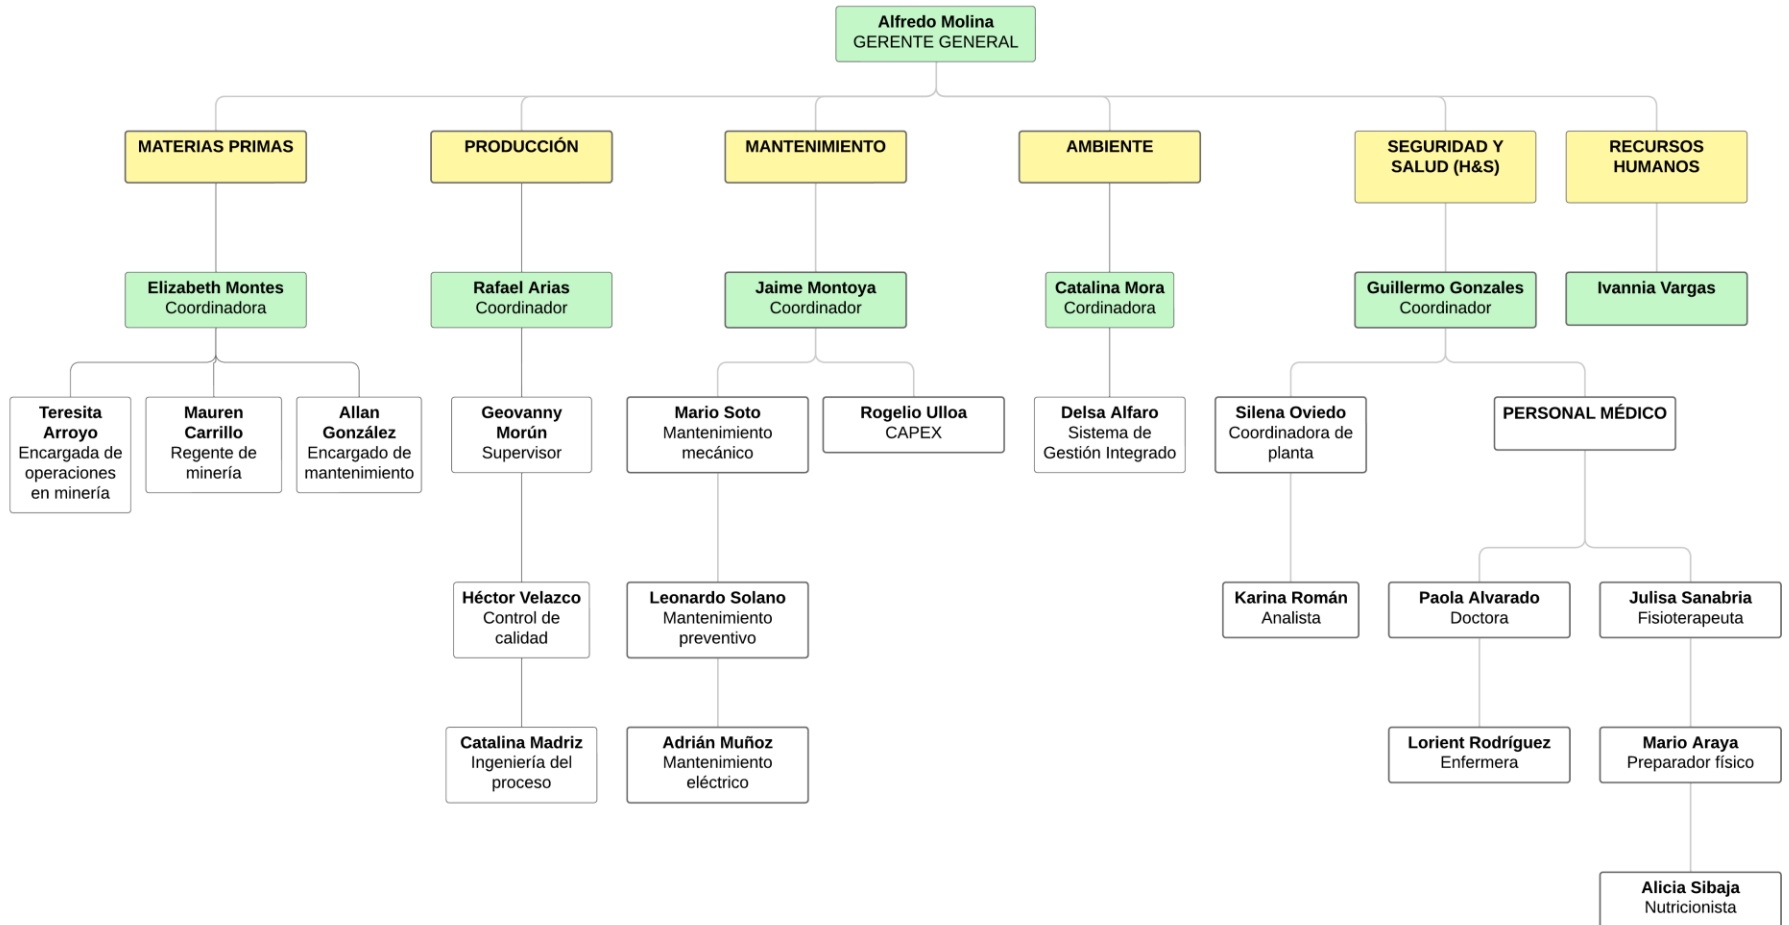 Alfredo Molina
GERENTE GENERAL
MATERIAS PRIMAS
PRODUCCIÓN
MANTENIMIENTO
AMBIENTE
SEGURIDAD Y
SALUD (H&S)
RECURSOS
HUMANOS
Elizabeth Montes
Coordinadora
Rafael Arias
Coordinador
Jaime Montoya
Coordinador
Catalina Mora
Cordinadora
Guillermo Gonzales
Coordinador
Ivannia Vargas
Teresita
Arroyo
Encargada de
operaciones
en minería
Mauren
Carrillo
Regente de
minería
Allan
González
Encargado de
mantenimiento
Geovanny
Morún
Supervisor
Mario Soto
Mantenimiento
mecánico
Rogelio Ulloa
CAPEX
Delsa Alfaro
Sistema de
Gestión Integrado
Silena Oviedo
Coordinadora de
planta
PERSONAL MÉDICO
Héctor Velazco
Control de
calidad
Leonardo Solano
Mantenimiento
preventivo
Karina Román
Analista
Paola Alvarado
Doctora
Julisa Sanabria
Fisioterapeuta
Catalina Madriz
Ingeniería del
proceso
Adrián Muñoz
Mantenimiento
eléctrico
Lorient Rodríguez
Enfermera
Mario Araya
Preparador físico
Alicia Sibaja
Nutricionista